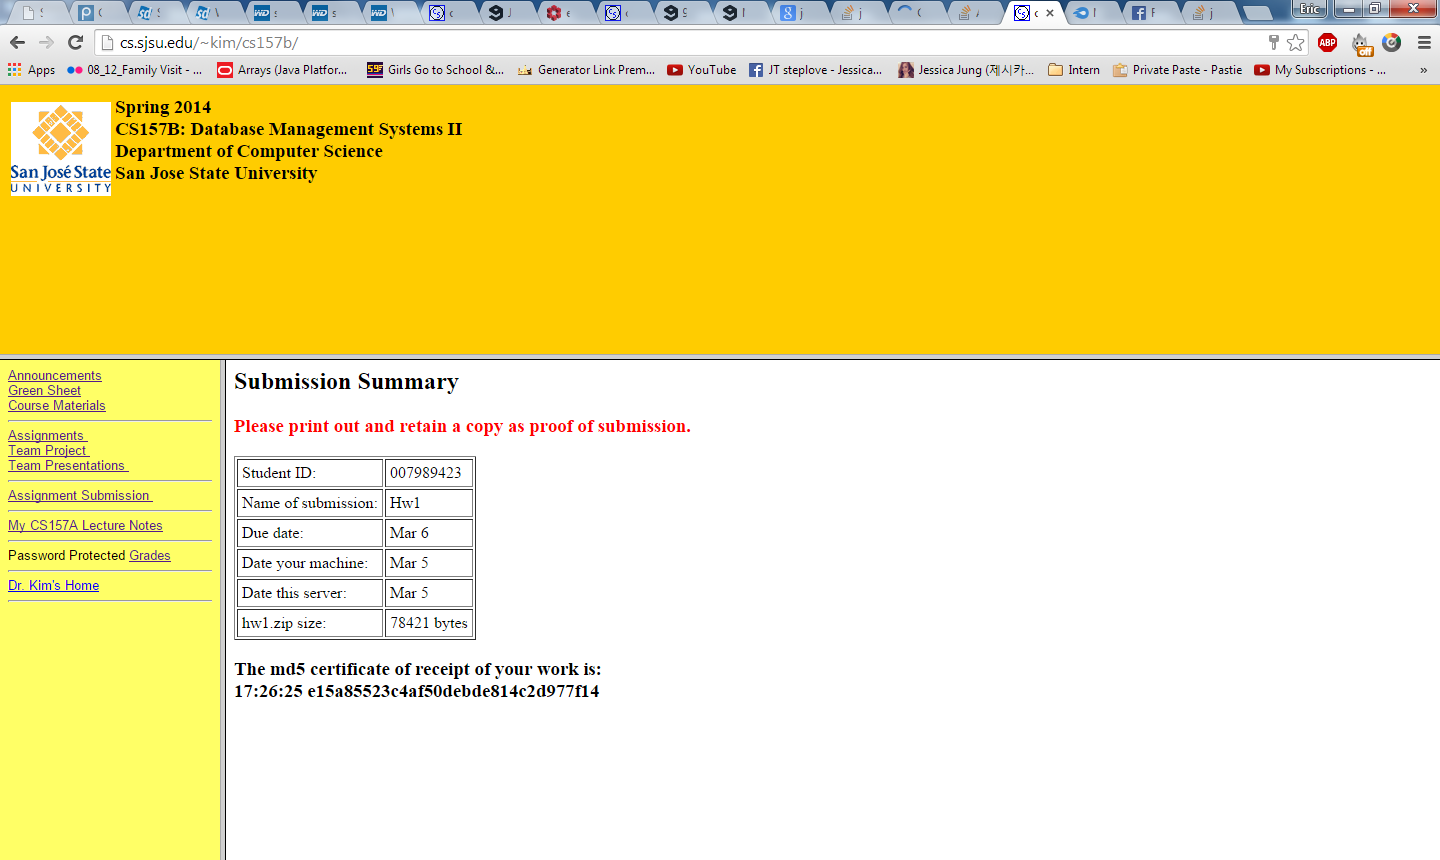 Eric
cs.sjsu.edu/~kim/cs157b/
ABP
off
Apps 08_12_Family Visit - ... Arrays (Java Platfor... Girls Go to School &... Generator Link Prem... YouTube JT steplove - Jessica... Jessica Jung (제시카... Intern Private Paste - Pastie My Subscriptions - ... »
San José State
UNIVERSITY
Spring 2014
CS157B: Database Management Systems II
Department of Computer Science
San Jose State University
Announcements
Green Sheet
Course Materials
Assignments
Team Project
Team Presentations
Assignment Submission
My CS157A Lecture Notes
Password Protected Grades
Dr. Kim's Home
Submission Summary
Please print out and retain a copy as proof of submission.
Student ID: 007989423
Name of submission: Hw1
Due date: Mar 6
Date your machine: Mar 5
Date this server: Mar 5
hw1.zip size: 78421 bytes
The md5 certificate of receipt of your work is:
17:26:25 e15a85523c4af50debde814c2d977f14